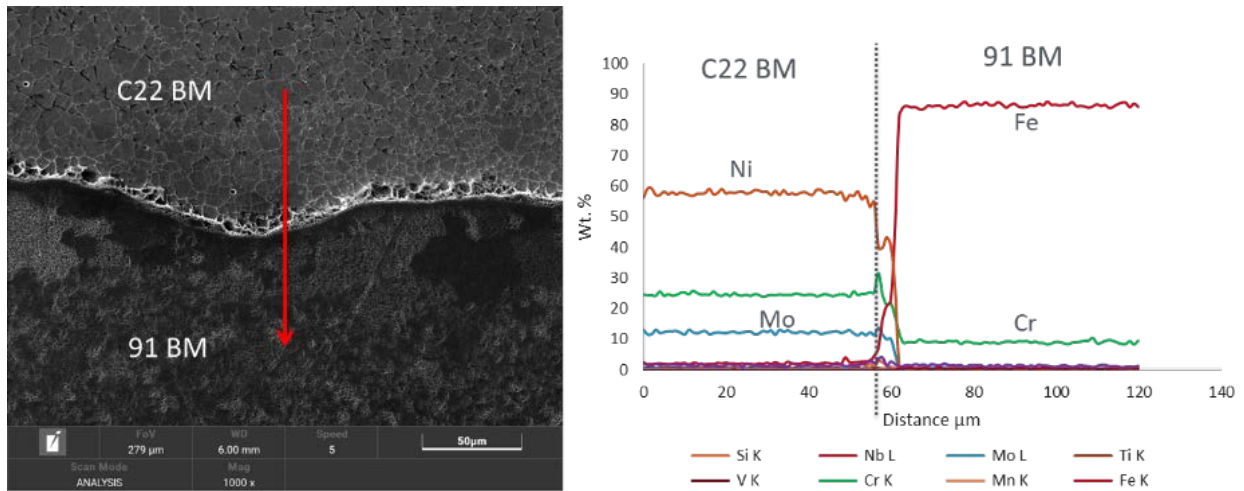 C22 BM
91 BM
FoV
WD
Speed
279 µm
6.00 mm
5
50µm
Scan Mode
Mag
ANALYSIS
1000 x
C22 BM
91 BM
100
90
80
70
60
50
40
30
20
10
0
Wt. %
Ni
Mo
Fe
Cr
0 20 40 60 80 100 120 140
Distance µm
Si K Nb L Mo L Ti K
V K Cr K Mn K Fe K